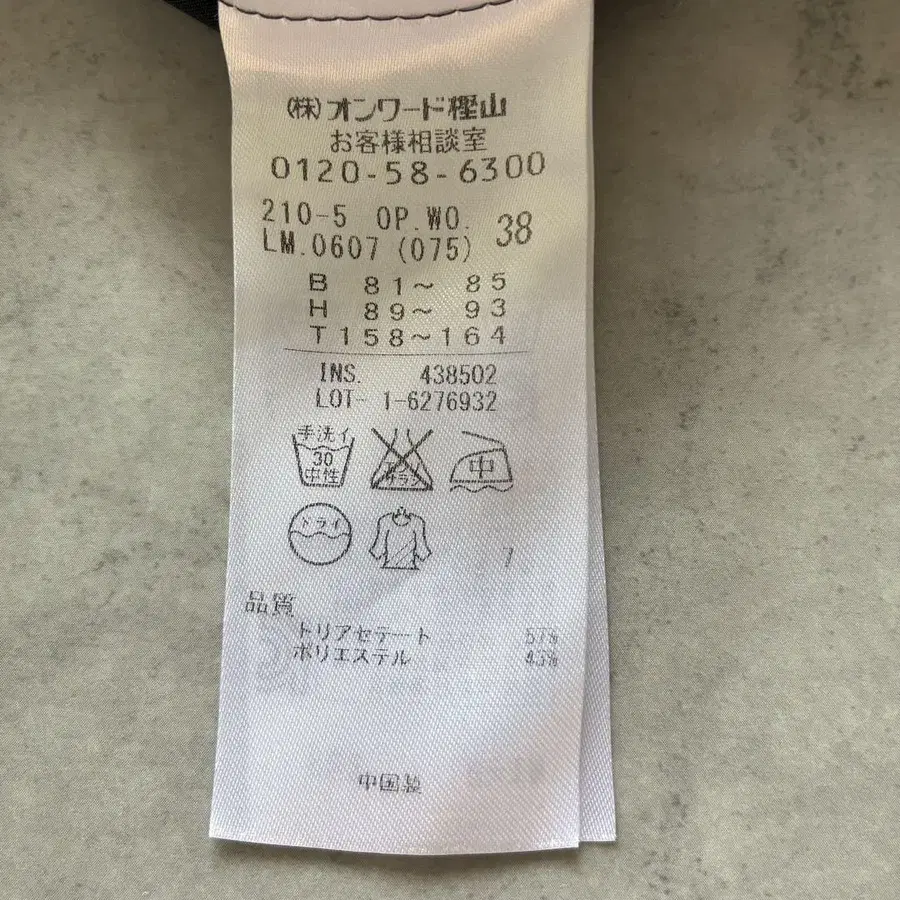 (株)オンワード樫山
お客様相談室
0120-58-6300
210-5 OP.WO. 38
LM.0607 (075)
B 81~ 85
H 89~ 93
T158~164
INS. 438502
LOT- 1-6276932
手洗イ
30
中性
中
ドライ
7
品質
トリアセテート 57%
ポリエステル 43%
中国製